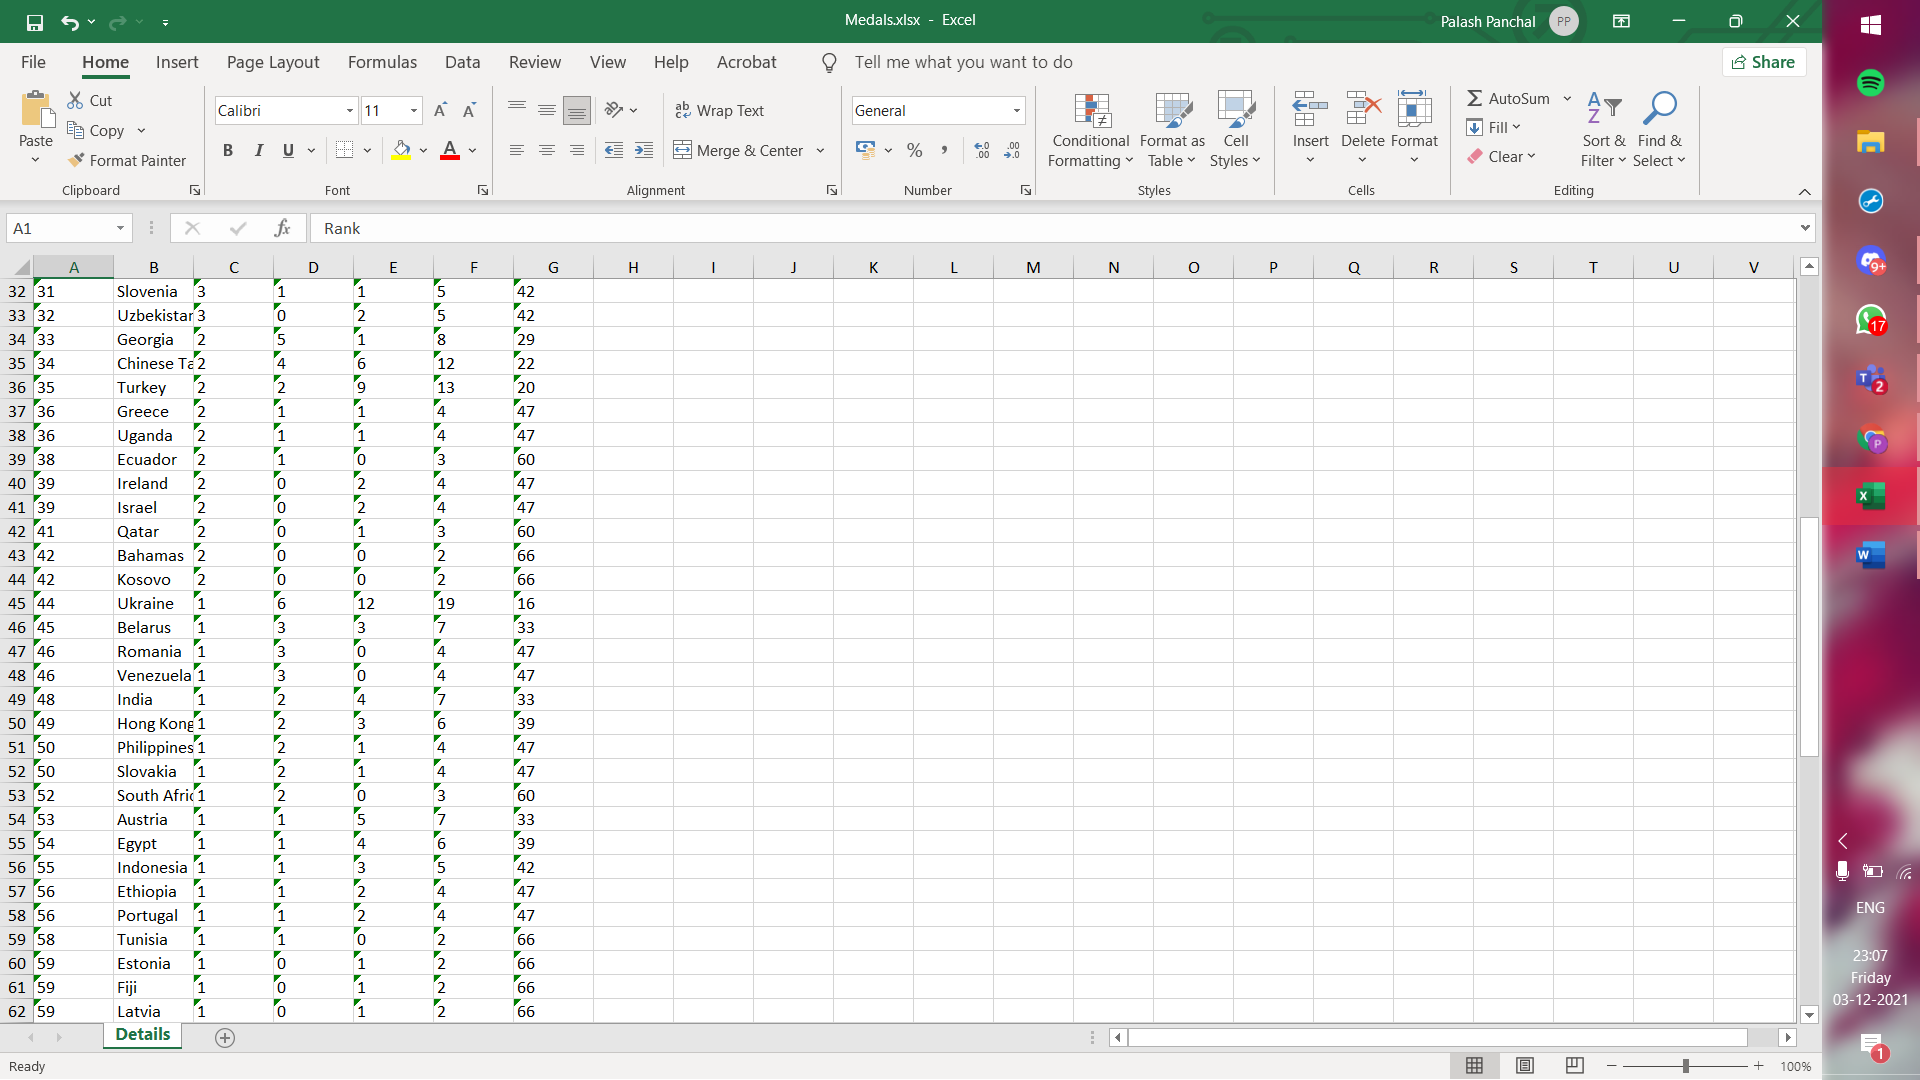 Medals.xlsx - Excel
Palash Panchal PP
File Home Insert Page Layout Formulas Data Review View Help Acrobat Tell me what you want to do Share
Paste
Cut
Copy
Format Painter
Clipboard
Calibri 11
B I U A
Font
Wrap Text
Merge & Center
Alignment
General
Number
Conditional Formatting
Format as Table
Cell Styles
Styles
Insert Delete Format
Cells
AutoSum
Fill
Clear
Sort & Filter
Find & Select
Editing
A1 fx Rank
A B C D E F G H I J K L M N O P Q R S T U V
32 31 Slovenia 3 1 1 5 42
33 32 Uzbekistar 3 0 2 5 42
34 33 Georgia 2 5 1 8 29
35 34 Chinese Ta 2 4 6 12 22
36 35 Turkey 2 2 9 13 20
37 36 Greece 2 1 1 4 47
38 36 Uganda 2 1 1 4 47
39 38 Ecuador 2 1 0 3 60
40 39 Ireland 2 0 2 4 47
41 39 Israel 2 0 2 4 47
42 41 Qatar 2 0 1 3 60
43 42 Bahamas 2 0 0 2 66
44 42 Kosovo 2 0 0 2 66
45 44 Ukraine 1 6 12 19 16
46 45 Belarus 1 3 3 7 33
47 46 Romania 1 3 0 4 47
48 46 Venezuela 1 3 0 4 47
49 48 India 1 2 4 7 33
50 49 Hong Kong 1 2 3 6 39
51 50 Philippines 1 2 1 4 47
52 50 Slovakia 1 2 1 4 47
53 52 South Afric 1 2 0 3 60
54 53 Austria 1 1 5 7 33
55 54 Egypt 1 1 4 6 39
56 55 Indonesia 1 1 3 5 42
57 56 Ethiopia 1 1 2 4 47
58 56 Portugal 1 1 2 4 47
59 58 Tunisia 1 1 0 2 66
60 59 Estonia 1 0 1 2 66
61 59 Fiji 1 0 1 2 66
62 59 Latvia 1 0 1 2 66
Details
Ready
100%
9+
17
2
ENG
23:07
Friday
03-12-2021
1